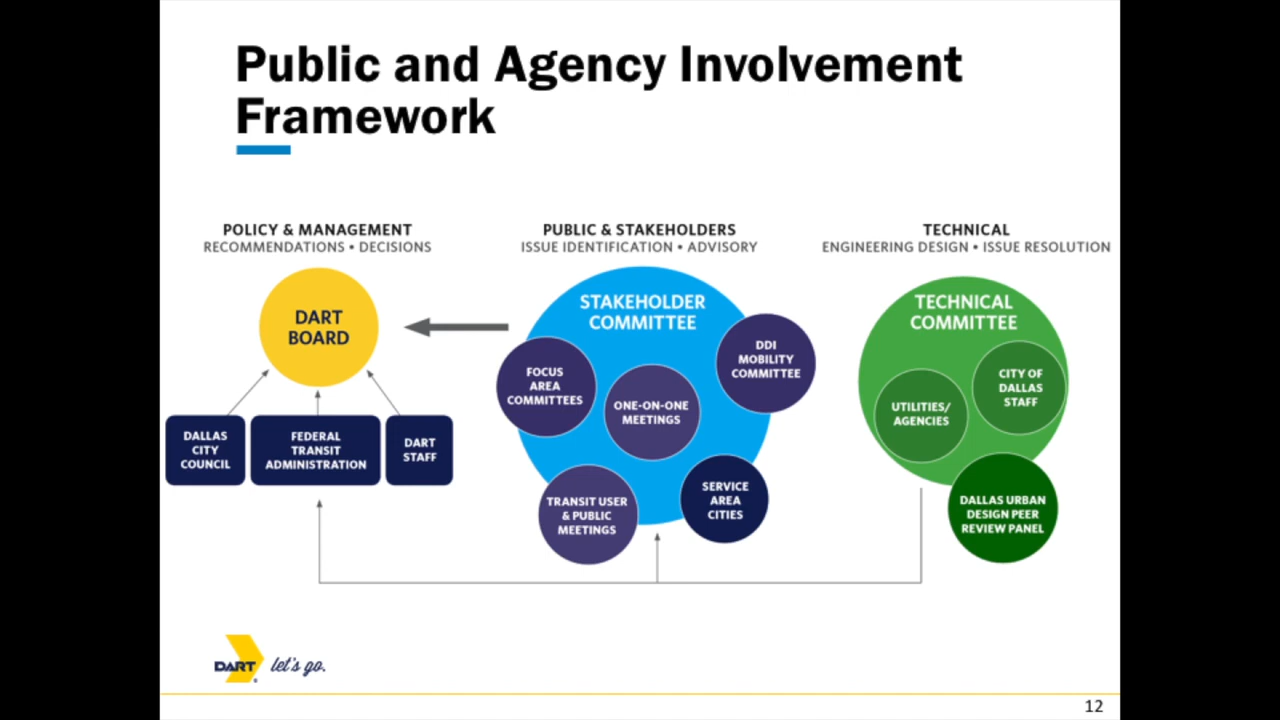 Public and Agency Involvement
Framework
POLICY & MANAGEMENT
RECOMMENDATIONS • DECISIONS
DART
BOARD
DALLAS
CITY
COUNCIL
FEDERAL
TRANSIT
ADMINISTRATION
DART
STAFF
PUBLIC & STAKEHOLDERS
ISSUE IDENTIFICATION • ADVISORY
STAKEHOLDER
COMMITTEE
FOCUS
AREA
COMMITTEES
ONE-ON-ONE
MEETINGS
DDI
MOBILITY
COMMITTEE
TRANSIT USER
& PUBLIC
MEETINGS
SERVICE
AREA
CITIES
TECHNICAL
ENGINEERING DESIGN • ISSUE RESOLUTION
TECHNICAL
COMMITTEE
UTILITIES/
AGENCIES
CITY OF
DALLAS
STAFF
DALLAS URBAN
DESIGN PEER
REVIEW PANEL
DART let's go.
12